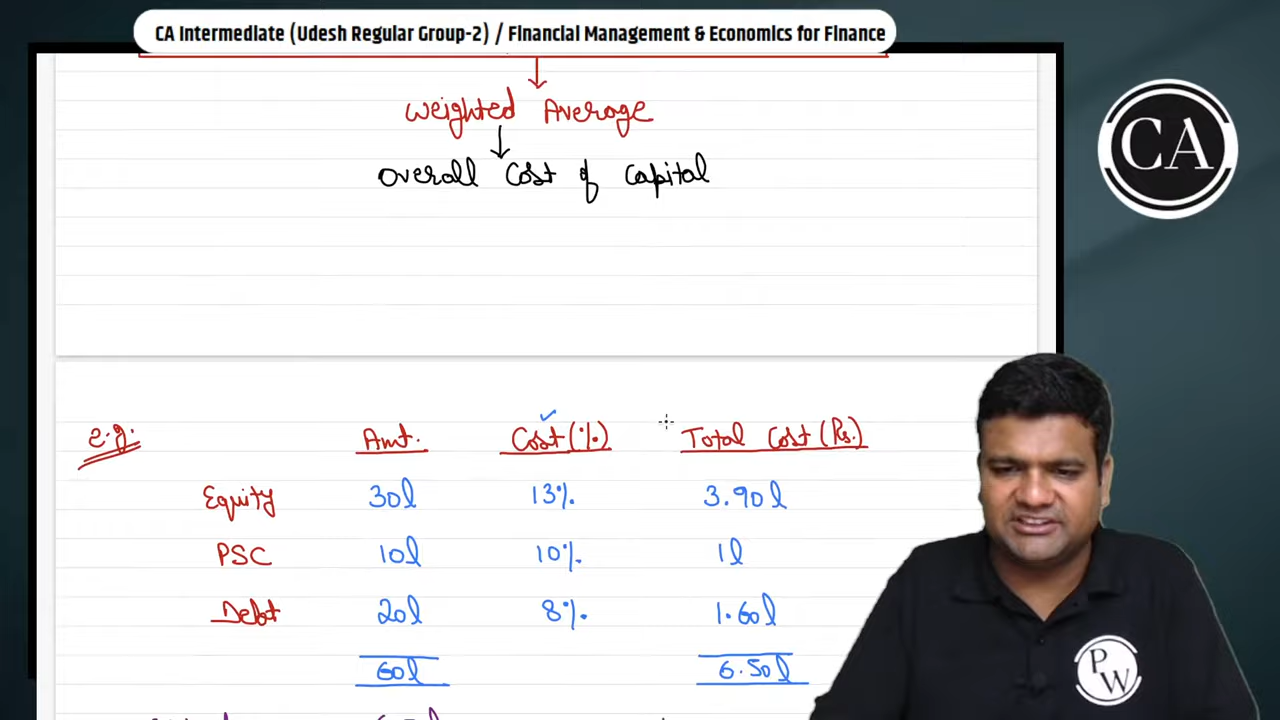 CA Intermediate (Udesh Regular Group-2) / Financial Management & Economics for Finance
Weighted Average
Overall Cost of Capital
CA
e.g. Amt. Cost (%) Total Cost (Rs.)
Equity 30l 13% 3.90l
PSC 10l 10% 1l
Debt 20l 8% 1.60l
60l 6.50l
PW